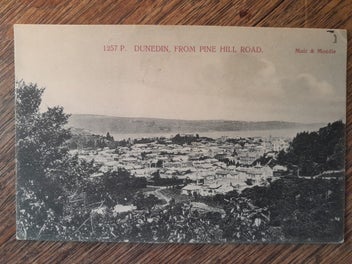 1257 P. DUNEDIN, FROM PINE HILL ROAD. Muir & Moodie